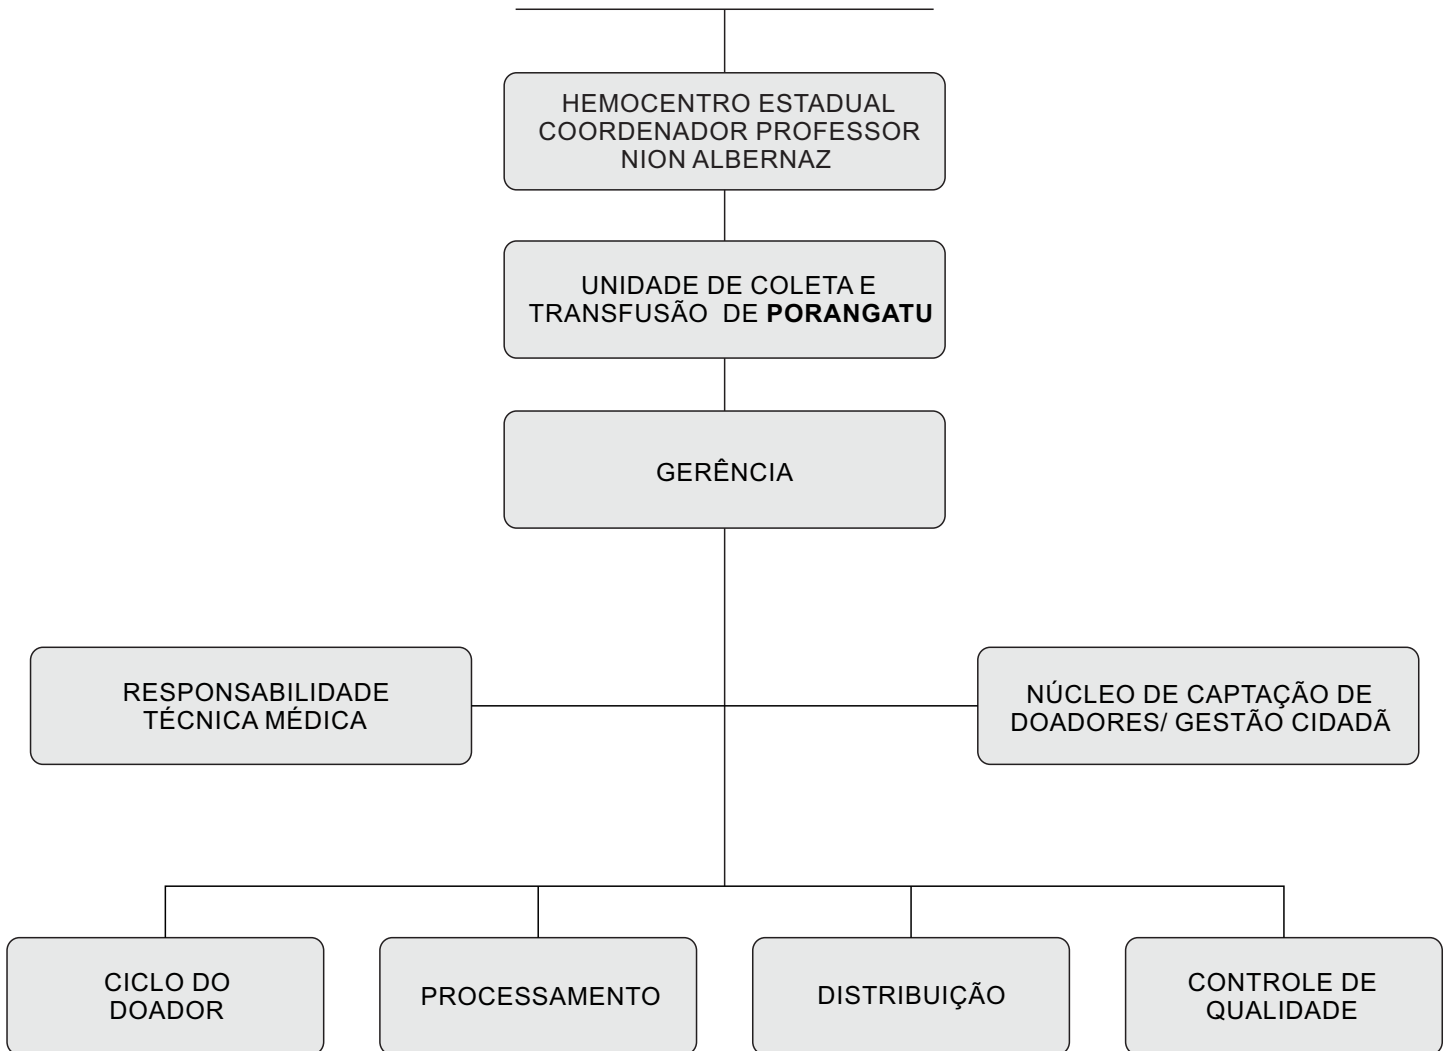 HEMOCENTRO ESTADUAL
COORDENADOR PROFESSOR
NION ALBERNAZ
UNIDADE DE COLETA E
TRANSFUSÃO DE PORANGATU
GERÊNCIA
RESPONSABILIDADE
TÉCNICA MÉDICA
NÚCLEO DE CAPTAÇÃO DE
DOADORES/ GESTÃO CIDADÃ
CICLO DO
DOADOR
PROCESSAMENTO
DISTRIBUIÇÃO
CONTROLE DE
QUALIDADE